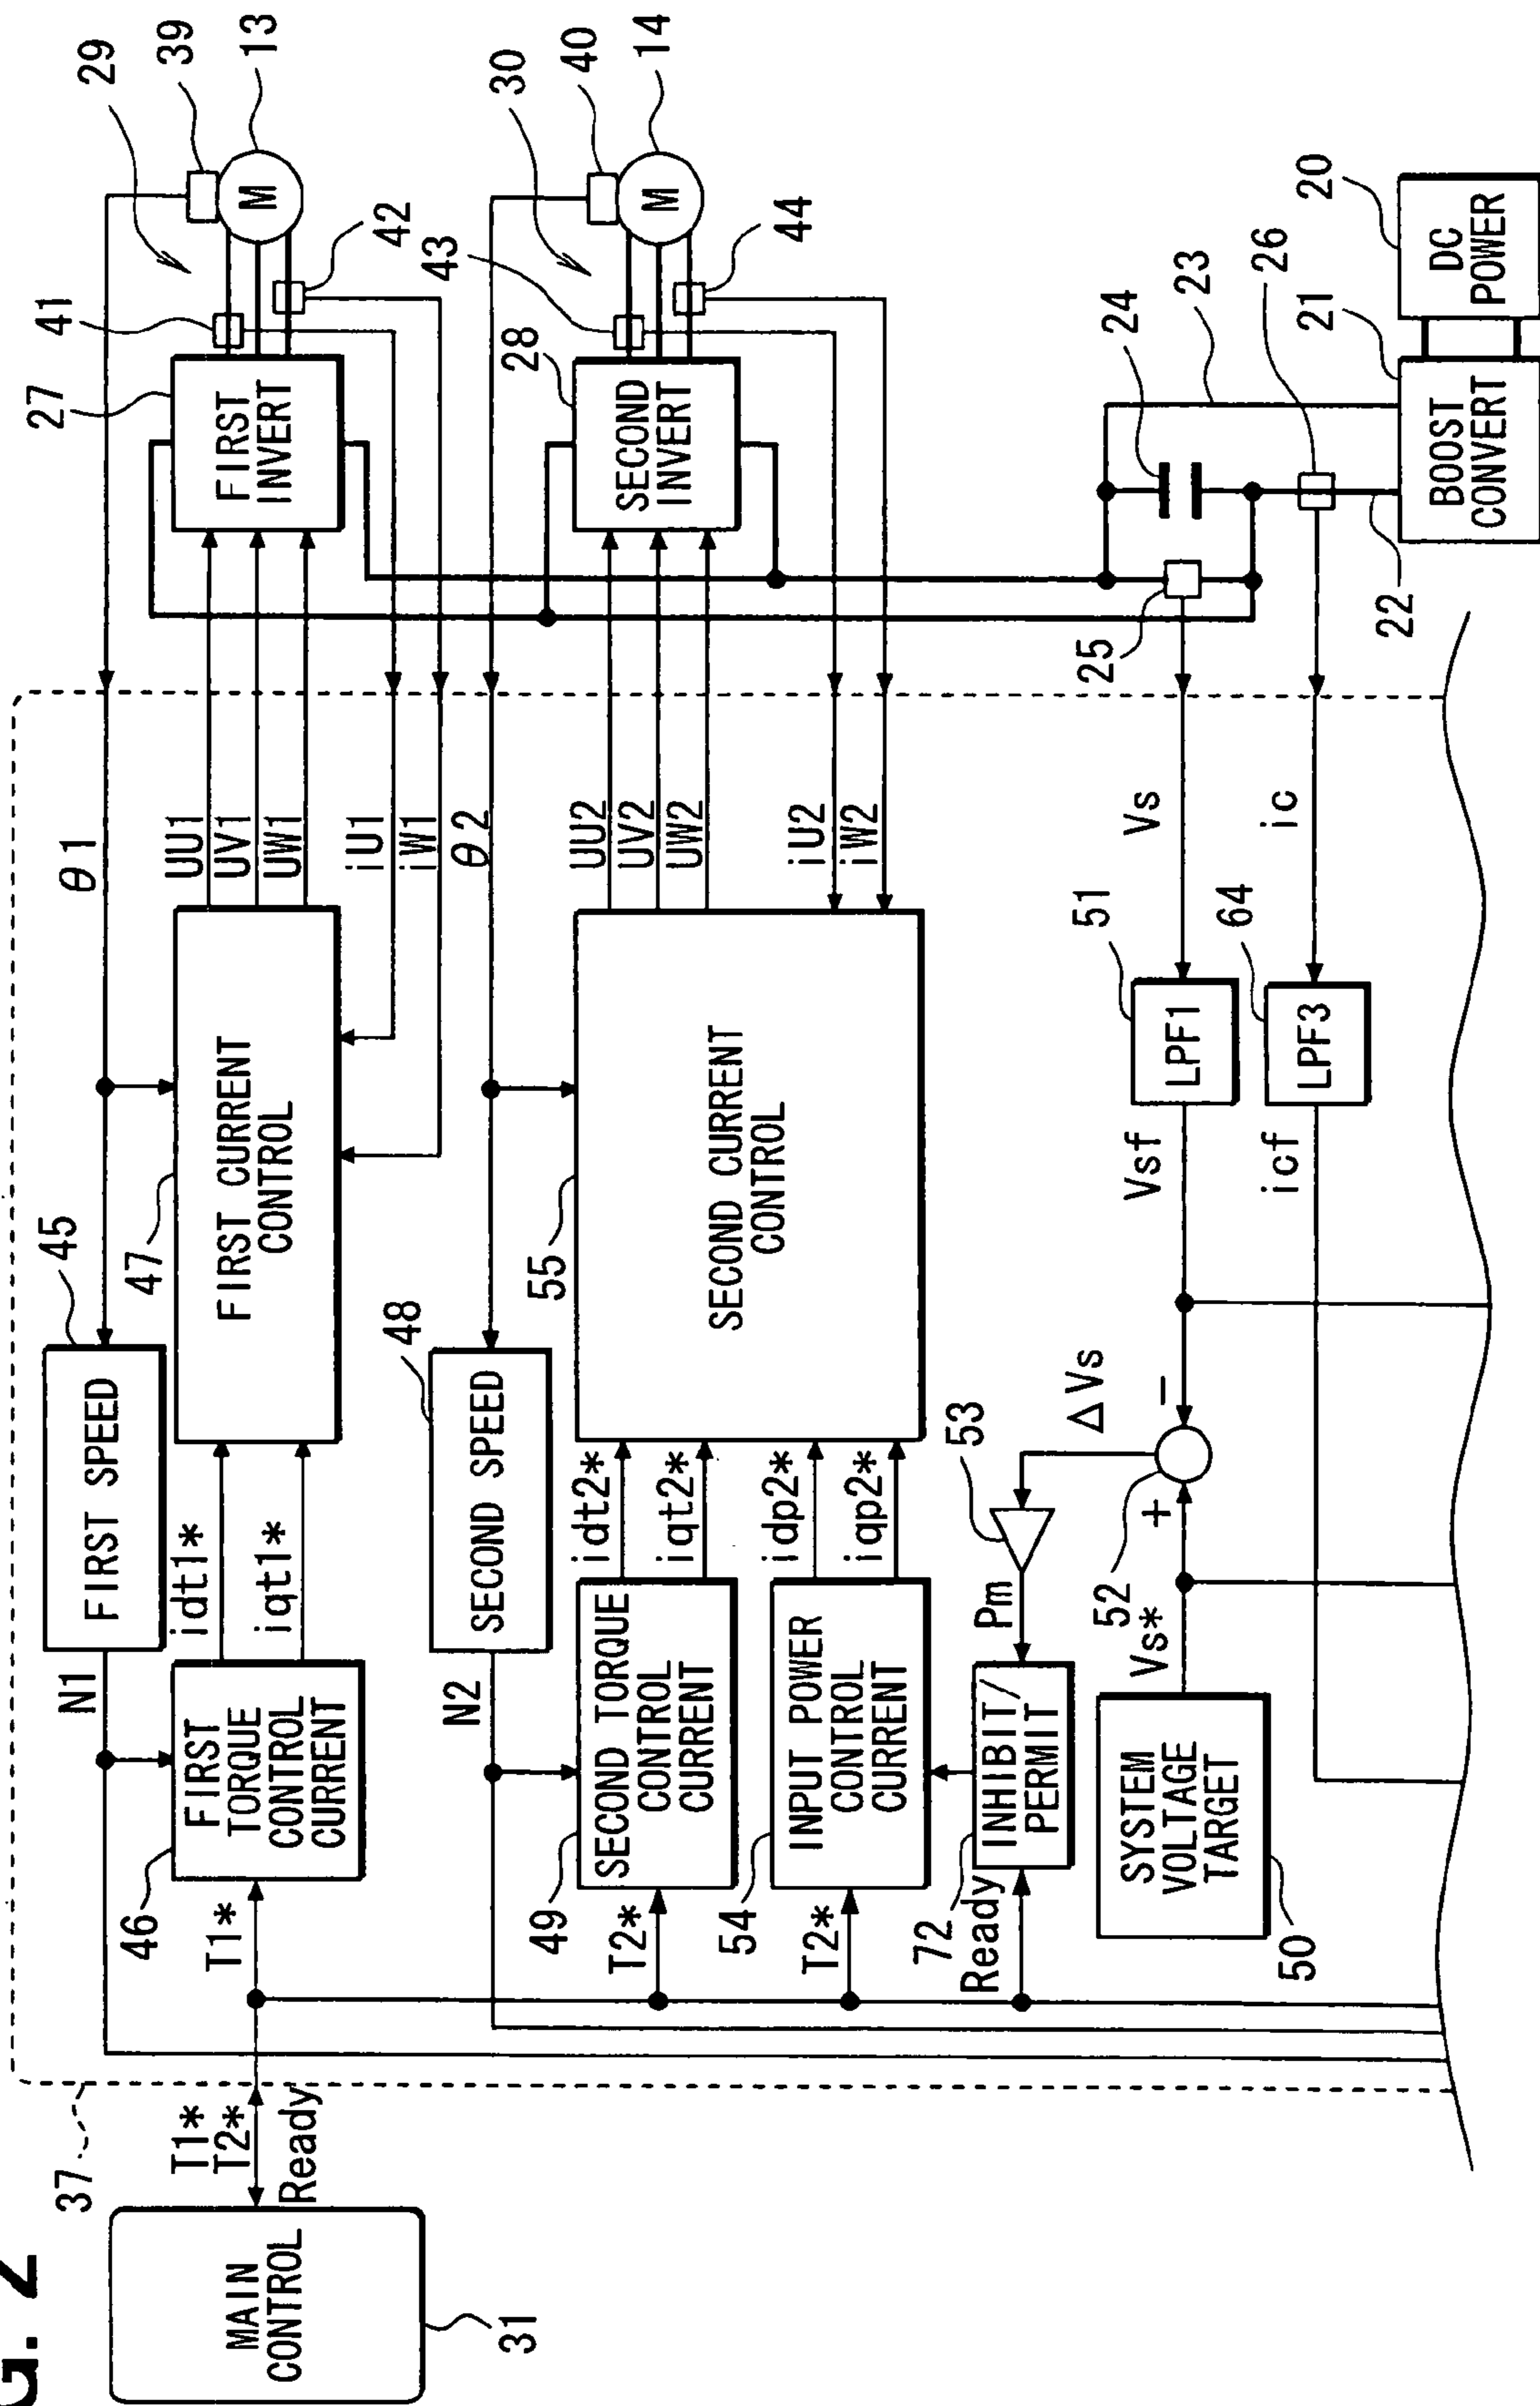 G. 2
37
T1*
T2*
Ready
MAIN
CONTROL
31
N1
45
FIRST SPEED
θ1
29
39
13
M
46
T1*
FIRST
TORQUE
CONTROL
CURRENT
idt1*
iqt1*
47
FIRST CURRENT
CONTROL
UU1
UV1
UW1
iU1
iW1
27
FIRST
INVERT
41
42
N2
48
SECOND SPEED
θ2
30
40
14
M
49
T2*
SECOND TORQUE
CONTROL
CURRENT
idt2*
iqt2*
55
SECOND CURRENT
CONTROL
UU2
UV2
UW2
iU2
iW2
28
SECOND
INVERT
43
44
54
T2*
INPUT POWER
CONTROL
CURRENT
idp2*
iqp2*
72
Ready
INHIBIT/
PERMIT
Pm
53
ΔVs
SYSTEM
VOLTAGE
TARGET
50
Vs*
52
+
−
Vsf
51
LPF1
Vs
25
24
23
icf
64
LPF3
ic
26
22
BOOST
CONVERT
21
DC
POWER
20